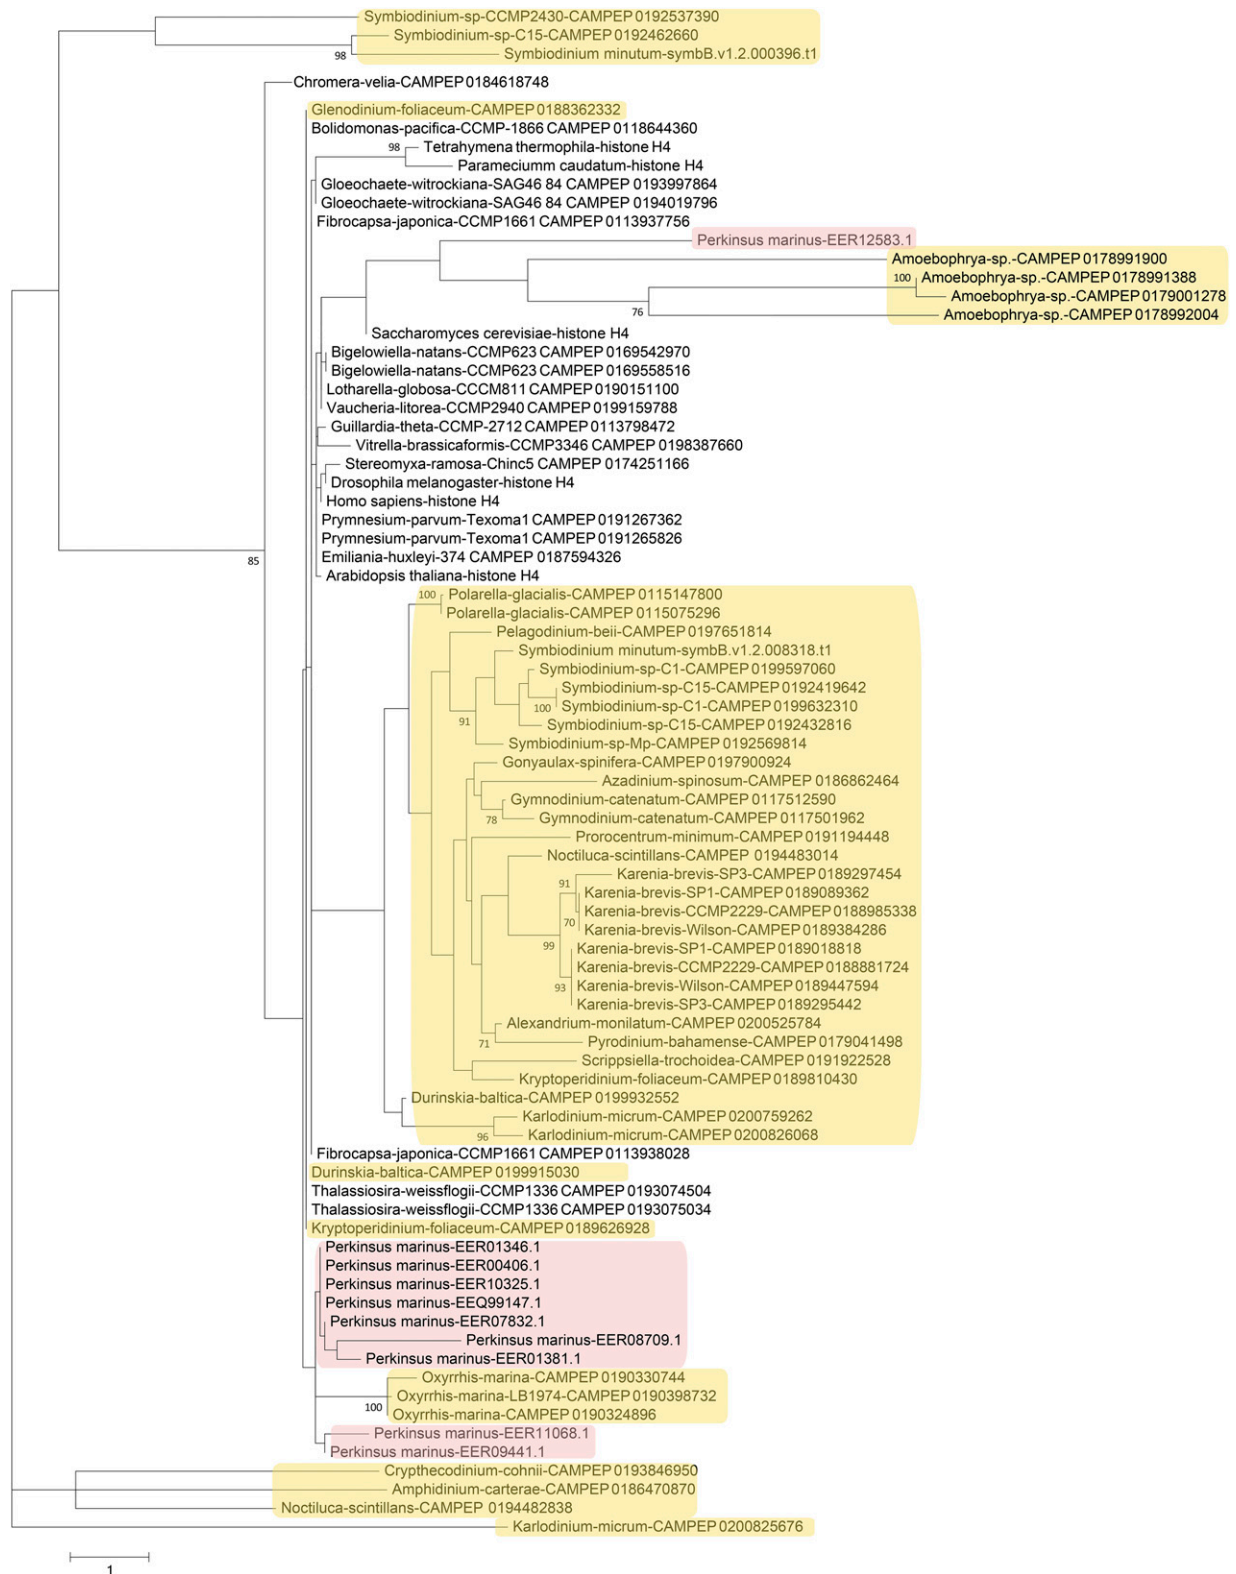 Symbiodinium-sp-CCMP2430-CAMPEP 0192537390
Symbiodinium-sp-C15-CAMPEP 0192462660
98
Symbiodinium minutum-symbB.v1.2.000396.t1
Chromera-velia-CAMPEP 0184618748
Glenodinium-foliaceum-CAMPEP 0188362332
Bolidomonas-pacifica-CCMP-1866 CAMPEP 0118644360
98
Tetrahymena thermophila-histone H4
Parameciumm caudatum-histone H4
Gloeochaete-witrockiana-SAG46 84 CAMPEP 0193997864
Gloeochaete-witrockiana-SAG46 84 CAMPEP 0194019796
Fibrocapsa-japonica-CCMP1661 CAMPEP 0113937756
Perkinsus marinus-EER12583.1
Amoebophrya-sp.-CAMPEP 0178991900
100
Amoebophrya-sp.-CAMPEP 0178991388
Amoebophrya-sp.-CAMPEP 0179001278
76
Amoebophrya-sp.-CAMPEP 0178992004
Saccharomyces cerevisiae-histone H4
Bigelowiella-natans-CCMP623 CAMPEP 0169542970
Bigelowiella-natans-CCMP623 CAMPEP 0169558516
Lotharella-globosa-CCCM811 CAMPEP 0190151100
Vaucheria-litorea-CCMP2940 CAMPEP 0199159788
Guillardia-theta-CCMP-2712 CAMPEP 0113798472
Vitrella-brassicaformis-CCMP3346 CAMPEP 0198387660
Stereomyxa-ramosa-Chinc5 CAMPEP 0174251166
Drosophila melanogaster-histone H4
Homo sapiens-histone H4
Prymnesium-parvum-Texoma1 CAMPEP 0191267362
Prymnesium-parvum-Texoma1 CAMPEP 0191265826
Emiliania-huxleyi-374 CAMPEP 0187594326
85
Arabidopsis thaliana-histone H4
100
Polarella-glacialis-CAMPEP 0115147800
Polarella-glacialis-CAMPEP 0115075296
Pelagodinium-beii-CAMPEP 0197651814
Symbiodinium minutum-symbB.v1.2.008318.t1
Symbiodinium-sp-C1-CAMPEP 0199597060
Symbiodinium-sp-C15-CAMPEP 0192419642
100
Symbiodinium-sp-C1-CAMPEP 0199632310
91
Symbiodinium-sp-C15-CAMPEP 0192432816
Symbiodinium-sp-Mp-CAMPEP 0192569814
Gonyaulax-spinifera-CAMPEP 0197900924
Azadinium-spinosum-CAMPEP 0186862464
Gymnodinium-catenatum-CAMPEP 0117512590
78
Gymnodinium-catenatum-CAMPEP 0117501962
Prorocentrum-minimum-CAMPEP 0191194448
Noctiluca-scintillans-CAMPEP 0194483014
Karenia-brevis-SP3-CAMPEP 0189297454
91
Karenia-brevis-SP1-CAMPEP 0189089362
Karenia-brevis-CCMP2229-CAMPEP 0188985338
70
Karenia-brevis-Wilson-CAMPEP 0189384286
99
Karenia-brevis-SP1-CAMPEP 0189018818
Karenia-brevis-CCMP2229-CAMPEP 0188881724
93
Karenia-brevis-Wilson-CAMPEP 0189447594
Karenia-brevis-SP3-CAMPEP 0189295442
Alexandrium-monilatum-CAMPEP 0200525784
71
Pyrodinium-bahamense-CAMPEP 0179041498
Scrippsiella-trochoidea-CAMPEP 0191922528
Kryptoperidinium-foliaceum-CAMPEP 0189810430
Durinskia-baltica-CAMPEP 0199932552
Karlodinium-micrum-CAMPEP 0200759262
96
Karlodinium-micrum-CAMPEP 0200826068
Fibrocapsa-japonica-CCMP1661 CAMPEP 0113938028
Durinskia-baltica-CAMPEP 0199915030
Thalassiosira-weissflogii-CCMP1336 CAMPEP 0193074504
Thalassiosira-weissflogii-CCMP1336 CAMPEP 0193075034
Kryptoperidinium-foliaceum-CAMPEP 0189626928
Perkinsus marinus-EER01346.1
Perkinsus marinus-EER00406.1
Perkinsus marinus-EER10325.1
Perkinsus marinus-EEQ99147.1
Perkinsus marinus-EER07832.1
Perkinsus marinus-EER08709.1
Perkinsus marinus-EER01381.1
Oxyrrhis-marina-CAMPEP 0190330744
Oxyrrhis-marina-LB1974-CAMPEP 0190398732
100
Oxyrrhis-marina-CAMPEP 0190324896
Perkinsus marinus-EER11068.1
Perkinsus marinus-EER09441.1
Crypthecodinium-cohnii-CAMPEP 0193846950
Amphidinium-carterae-CAMPEP 0186470870
Noctiluca-scintillans-CAMPEP 0194482838
Karlodinium-micrum-CAMPEP 0200825676
1